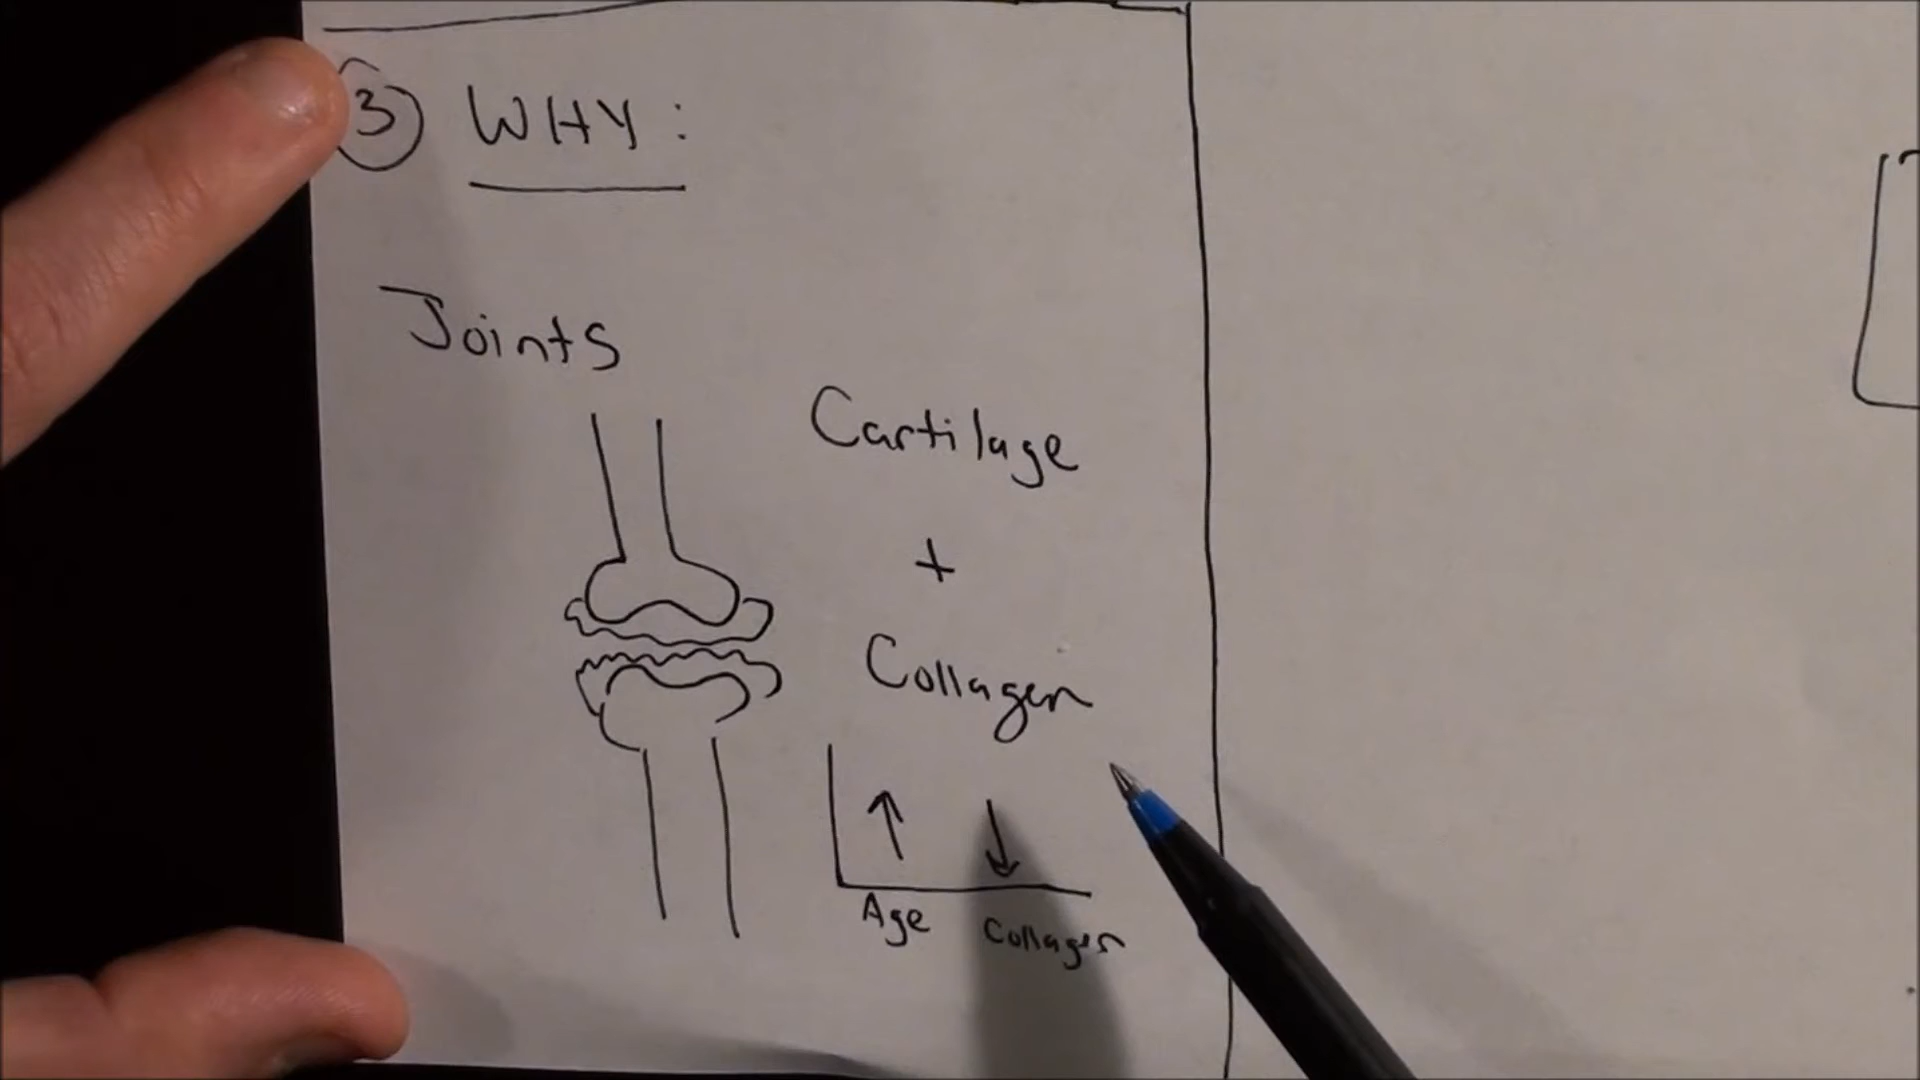 3 WHY:
Joints
Cartilage
+
Collagen
↑ ↓
Age Collagen